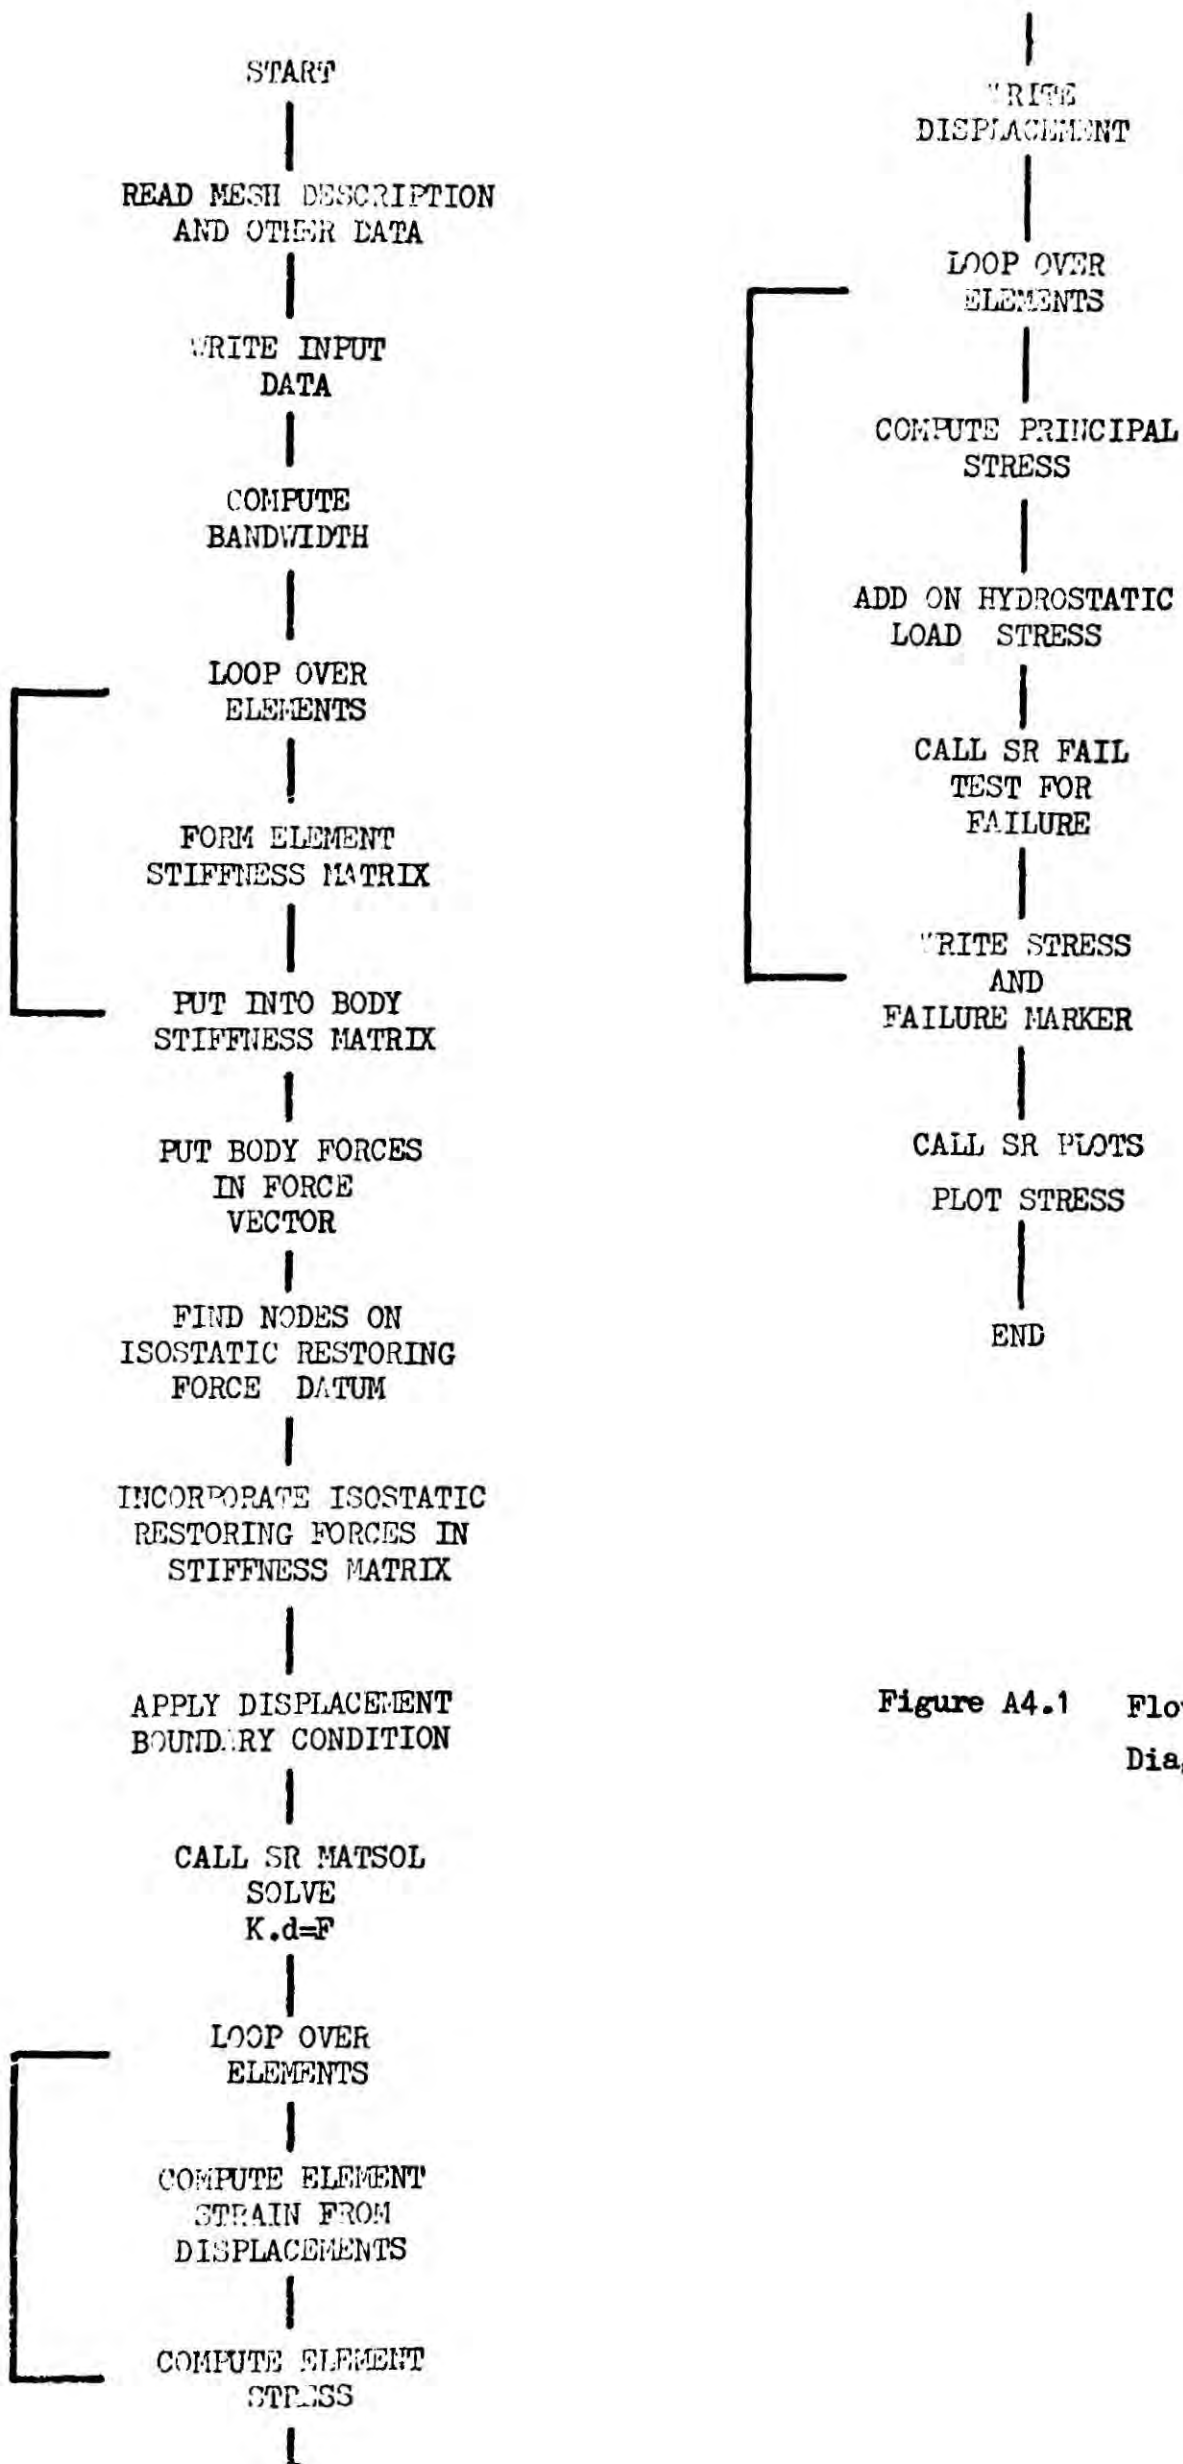 START
READ MESH DESCRIPTION
AND OTHER DATA
WRITE INPUT
DATA
COMPUTE
BANDWIDTH
LOOP OVER
ELEMENTS
FORM ELEMENT
STIFFNESS MATRIX
PUT INTO BODY
STIFFNESS MATRIX
PUT BODY FORCES
IN FORCE
VECTOR
FIND NODES ON
ISOSTATIC RESTORING
FORCE DATUM
INCORPORATE ISOSTATIC
RESTORING FORCES IN
STIFFNESS MATRIX
APPLY DISPLACEMENT
BOUNDARY CONDITION
CALL SR MATSOL
SOLVE
K.d=F
LOOP OVER
ELEMENTS
COMPUTE ELEMENT
STRAIN FROM
DISPLACEMENTS
COMPUTE ELEMENT
STRESS
WRITE
DISPLACEMENT
LOOP OVER
ELEMENTS
COMPUTE PRINCIPAL
STRESS
ADD ON HYDROSTATIC
LOAD STRESS
CALL SR FAIL
TEST FOR
FAILURE
WRITE STRESS
AND
FAILURE MARKER
CALL SR PLOTS
PLOT STRESS
END
Figure A4.1